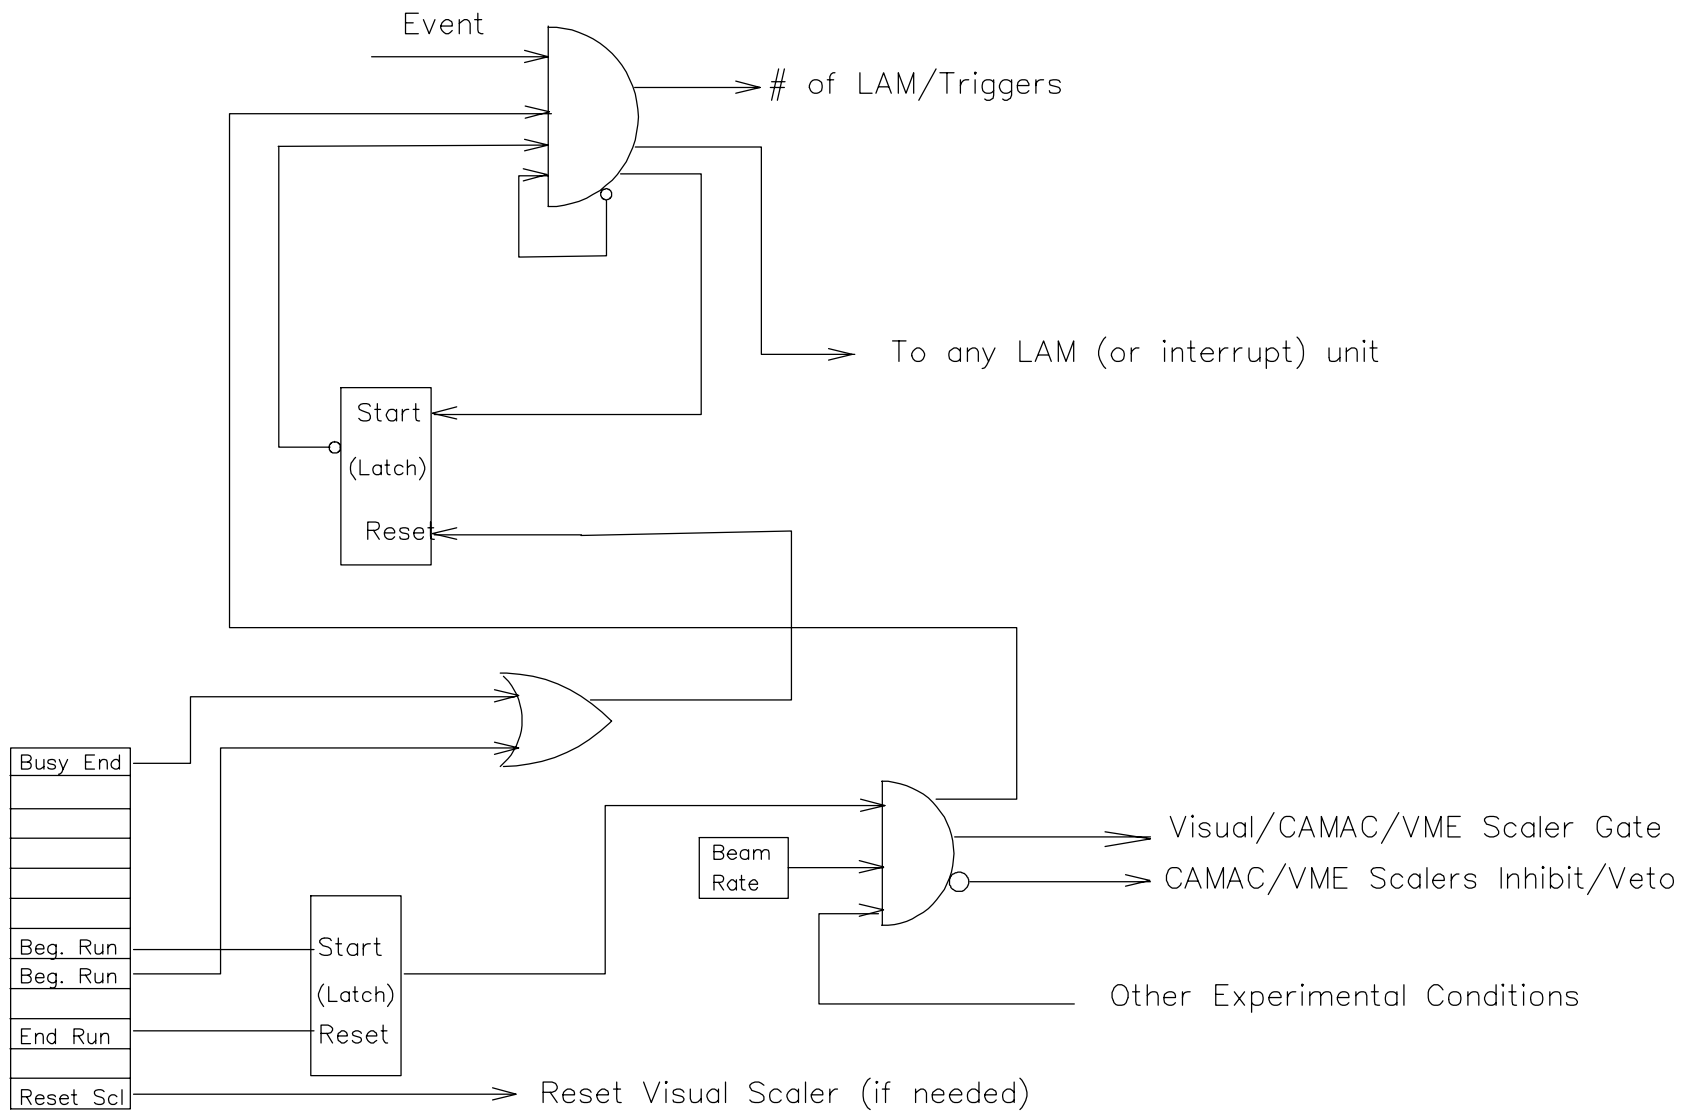 Event
# of LAM/Triggers
To any LAM (or interrupt) unit
Start
(Latch)
Reset
Busy End
Visual/CAMAC/VME Scaler Gate
Beam
Rate
CAMAC/VME Scalers Inhibit/Veto
Beg. Run
Start
Beg. Run
(Latch)
Other Experimental Conditions
End Run
Reset
Reset Scl
Reset Visual Scaler (if needed)